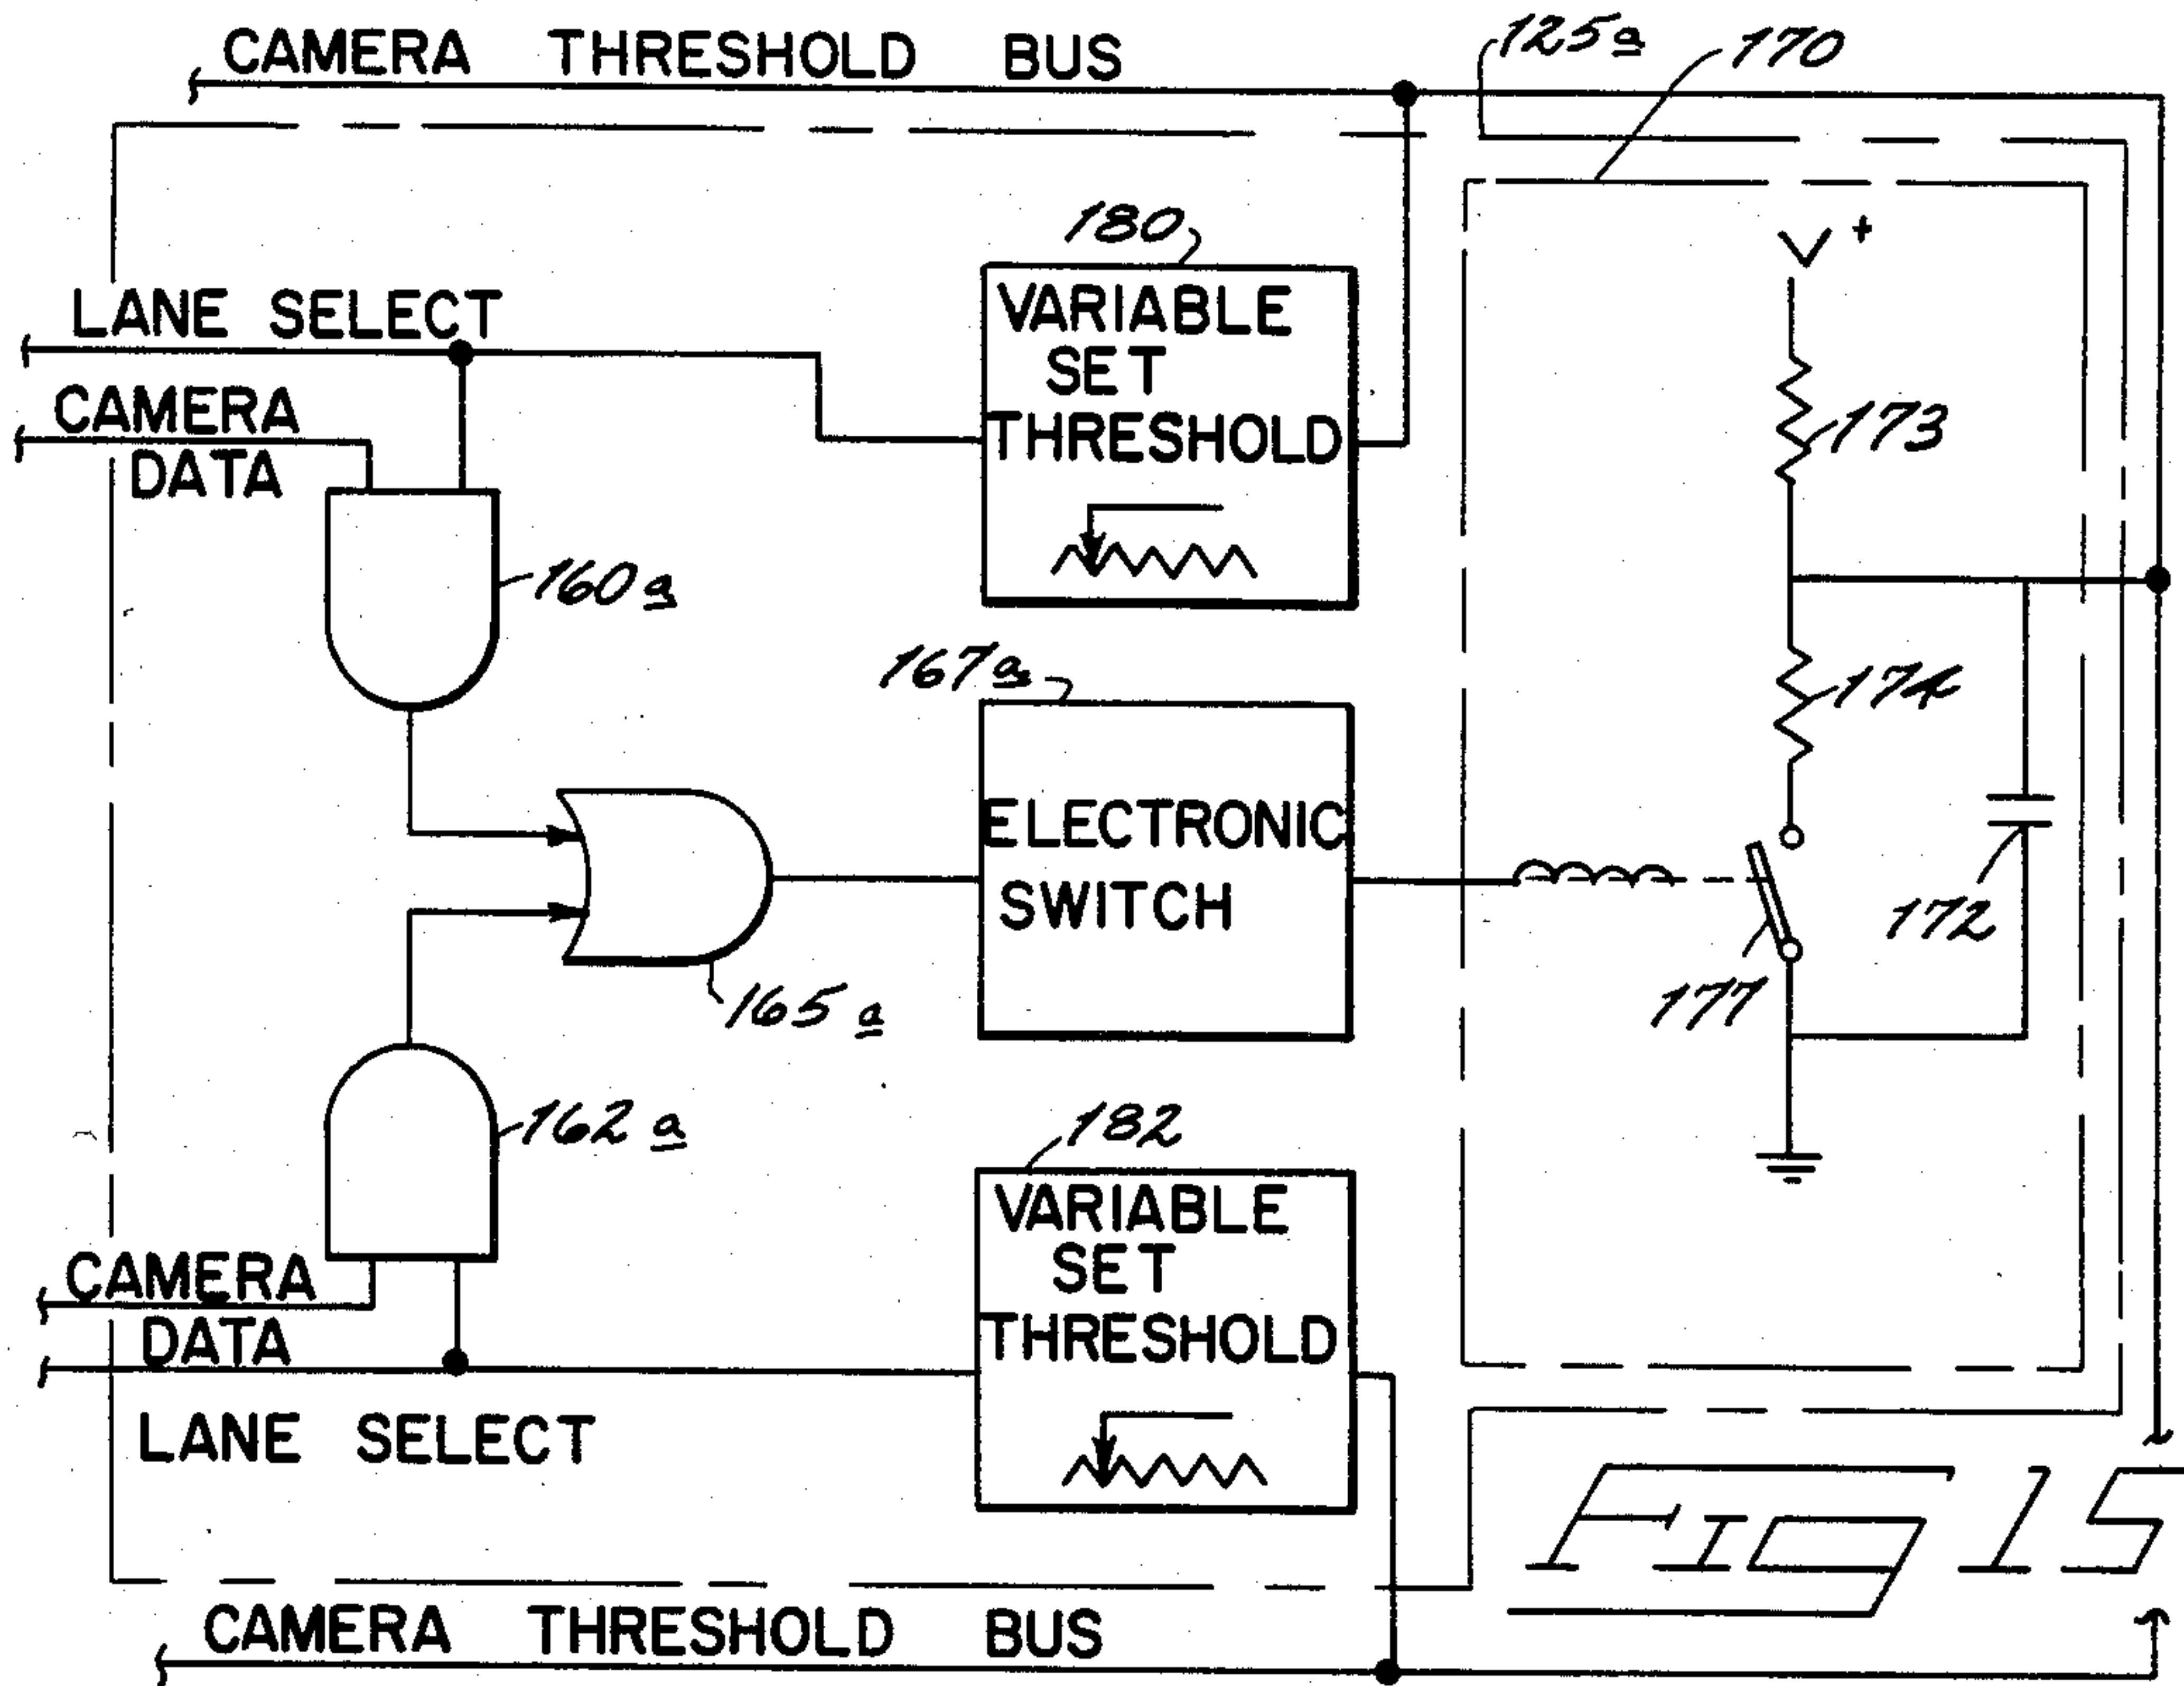 CAMERA THRESHOLD BUS
125a
170
180
V+
LANE SELECT
VARIABLE
SET
THRESHOLD
CAMERA
DATA
173
160a
167a
174
ELECTRONIC
SWITCH
172
165a
177
162a
182
VARIABLE
SET
THRESHOLD
CAMERA
DATA
LANE SELECT
FIG 15
CAMERA THRESHOLD BUS